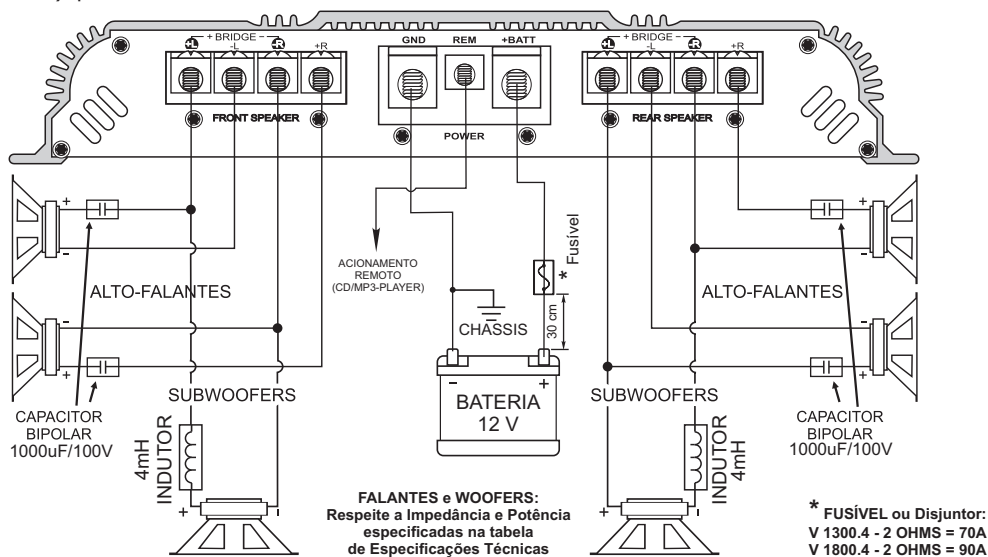 + BRIDGE -
+L -L -R +R
FRONT SPEAKER
GND REM +BATT
POWER
+ BRIDGE -
+L -L -R +R
REAR SPEAKER
+
-
ALTO-FALANTES
-
+
CAPACITOR
BIPOLAR
1000uF/100V
SUBWOOFERS
4mH
INDUTOR
+ -
ACIONAMENTO
REMOTO
(CD/MP3-PLAYER)
CHASSIS
* Fusível
30 cm
- +
BATERIA
12 V
FALANTES e WOOFERS:
Respeite a Impedância e Potência
especificadas na tabela
de Especificações Técnicas
+
-
ALTO-FALANTES
-
+
SUBWOOFERS
INDUTOR
4mH
+ -
CAPACITOR
BIPOLAR
1000uF/100V
* FUSÍVEL ou Disjuntor:
V 1300.4 - 2 OHMS = 70A
V 1800.4 - 2 OHMS = 90A